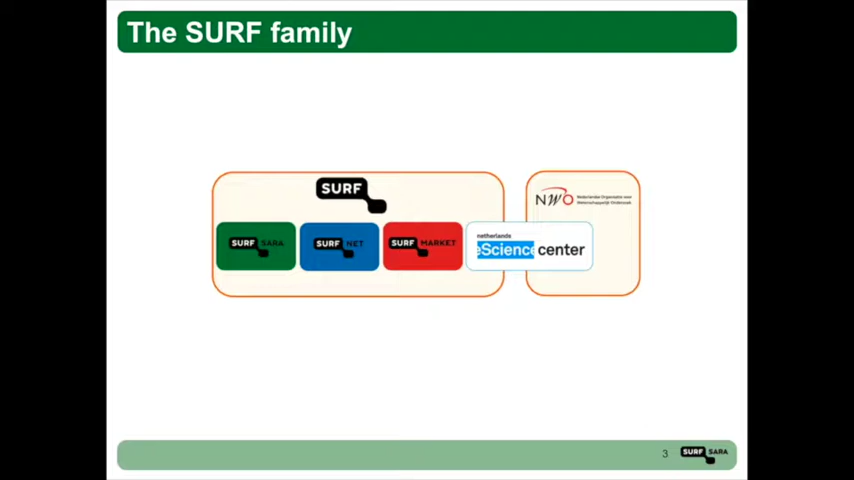 The SURF family
SURF
NWO
Nederlandse Organisatie voor
Wetenschappelijk Onderzoek
SURF SARA
SURF NET
SURF MARKET
netherlands
eScience center
3
SURF SARA